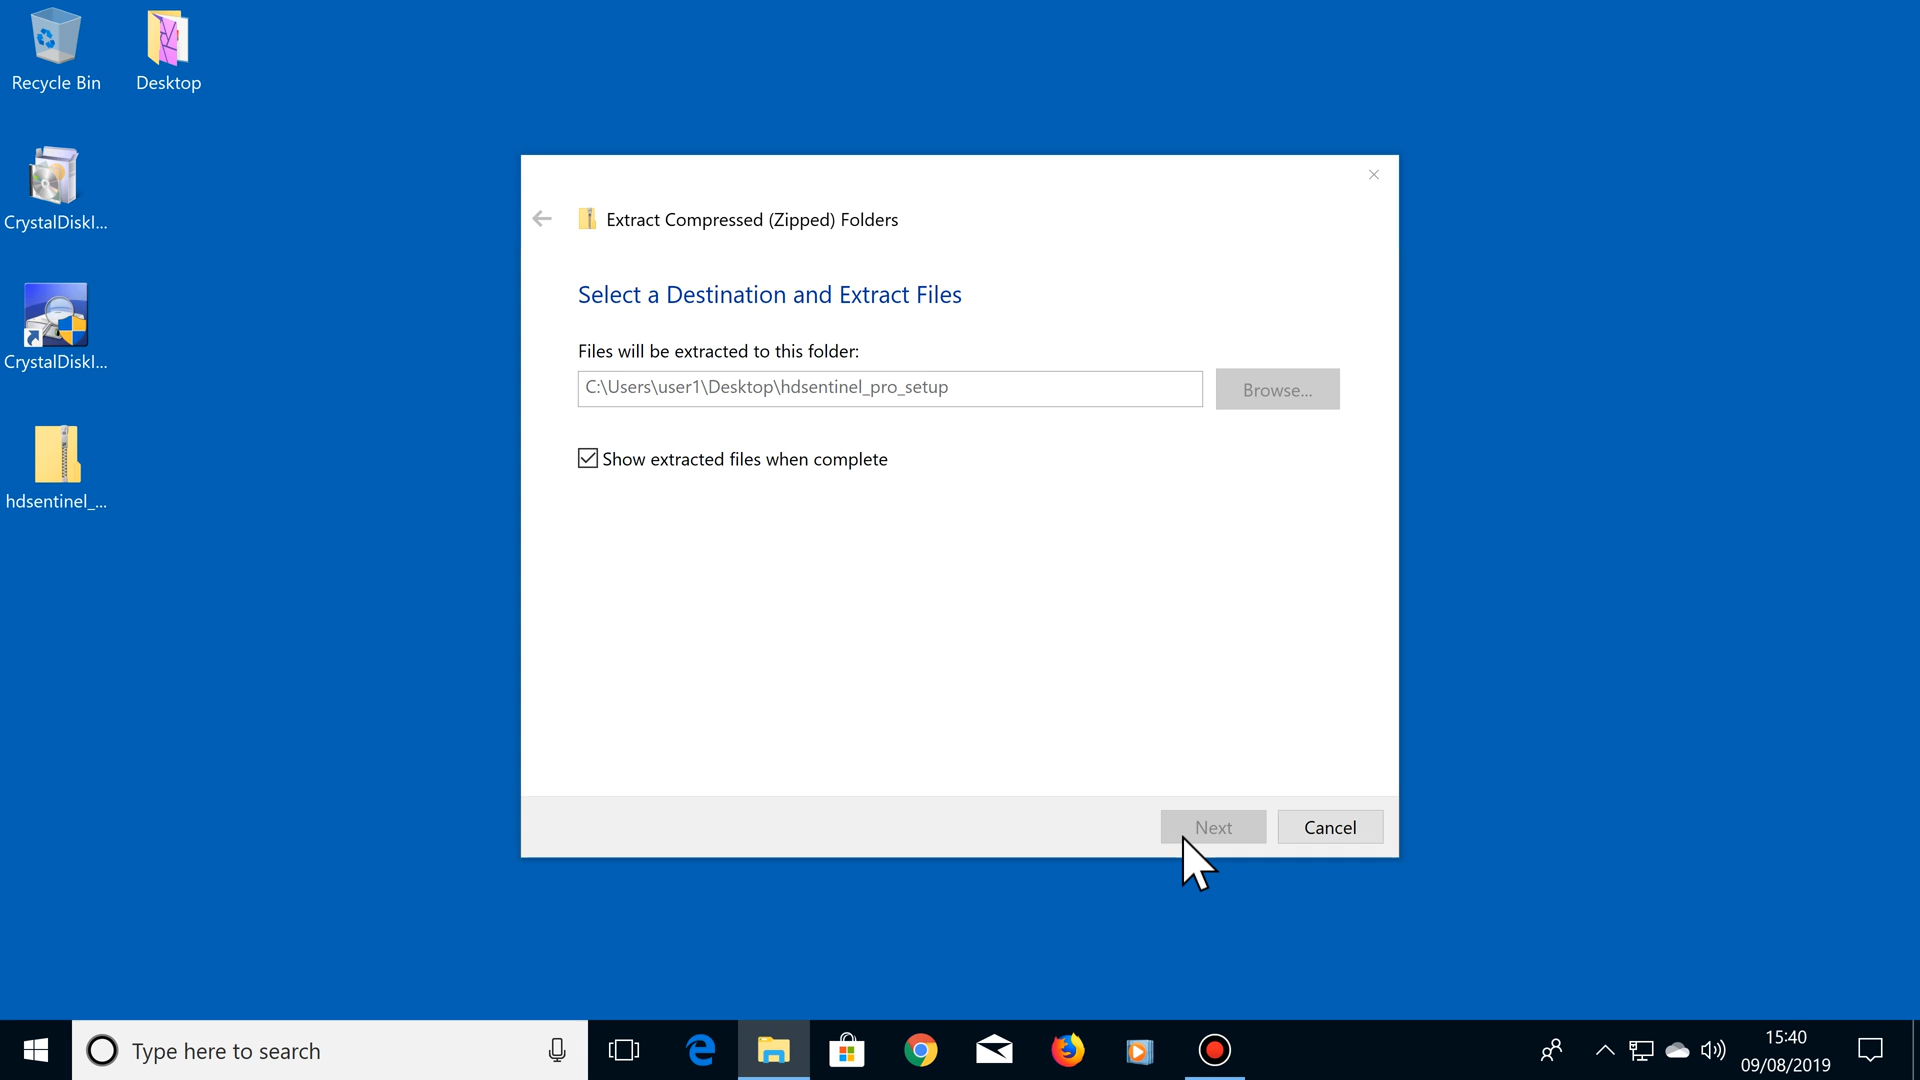 Recycle Bin
Desktop
CrystalDiskI...
CrystalDiskI...
hdsentinel_...
Extract Compressed (Zipped) Folders
Select a Destination and Extract Files
Files will be extracted to this folder:
C:\Users\user1\Desktop\hdsentinel_pro_setup
Browse...
Show extracted files when complete
Next
Cancel
Type here to search
15:40
09/08/2019